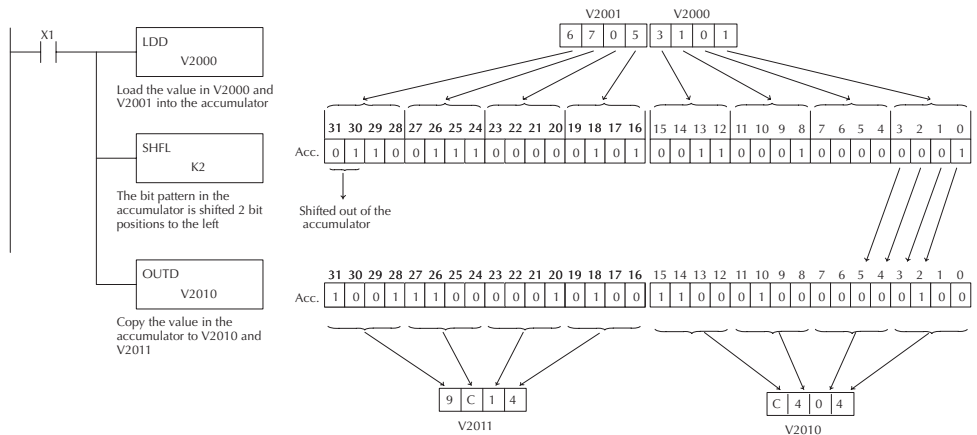 V2001 V2000
6 7 0 5 3 1 0 1
X1
LDD
V2000
Load the value in V2000 and
V2001 into the accumulator
31 30 29 28 27 26 25 24 23 22 21 20 19 18 17 16 15 14 13 12 11 10 9 8 7 6 5 4 3 2 1 0
Acc. 0 1 1 0 0 1 1 1 0 0 0 0 0 1 0 1 0 0 1 1 0 0 0 1 0 0 0 0 0 0 0 1
SHFL
K2
The bit pattern in the
accumulator is shifted 2 bit
positions to the left
Shifted out of the
accumulator
OUTD
V2010
Copy the value in the
accumulator to V2010 and
V2011
31 30 29 28 27 26 25 24 23 22 21 20 19 18 17 16 15 14 13 12 11 10 9 8 7 6 5 4 3 2 1 0
Acc. 1 0 0 1 1 1 0 0 0 0 0 1 0 1 0 0 1 1 0 0 0 1 0 0 0 0 0 0 0 1 0 0
9 C 1 4
V2011
C 4 0 4
V2010